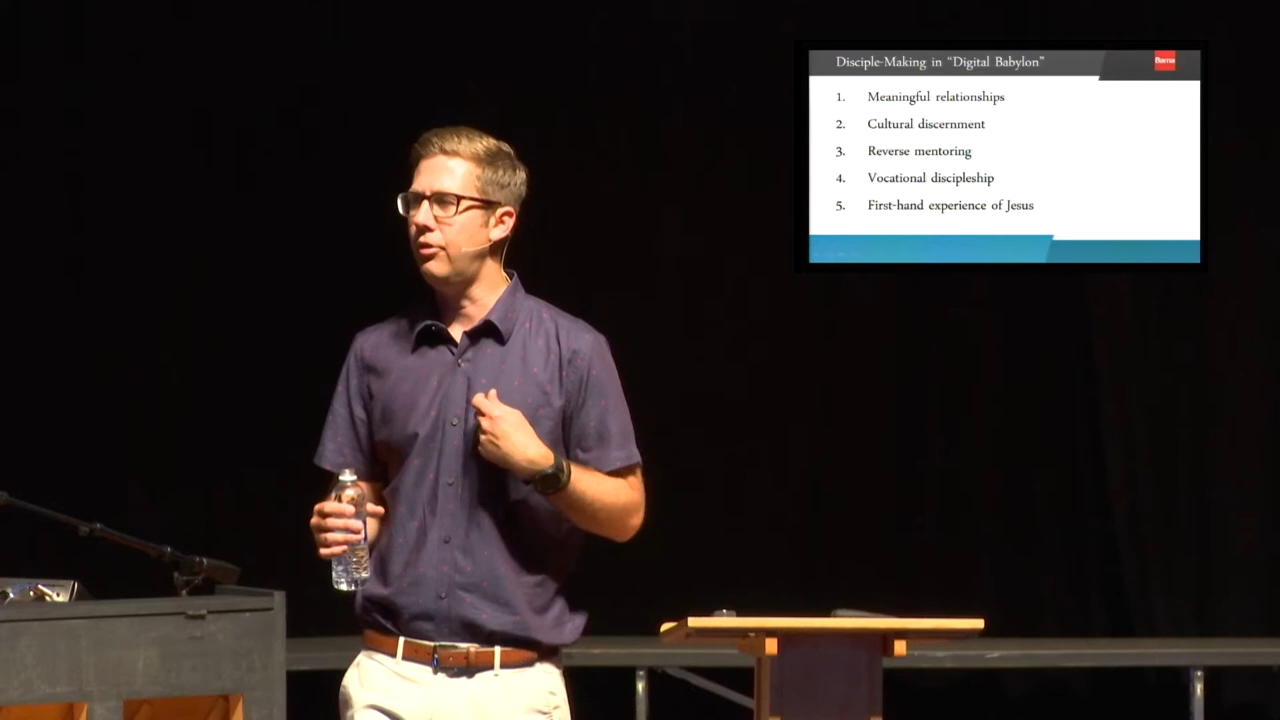 Disciple-Making in “Digital Babylon”
Barna
1. Meaningful relationships
2. Cultural discernment
3. Reverse mentoring
4. Vocational discipleship
5. First-hand experience of Jesus